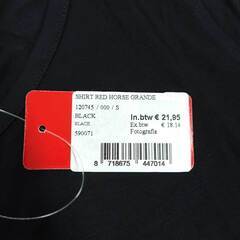 SHIRT RED HORSE GRANDE
120745 / 000 / S
BLACK In.btw € 21,95
BLACK Ex.btw € 18.14
590071 Fotografie
8 718675 447014